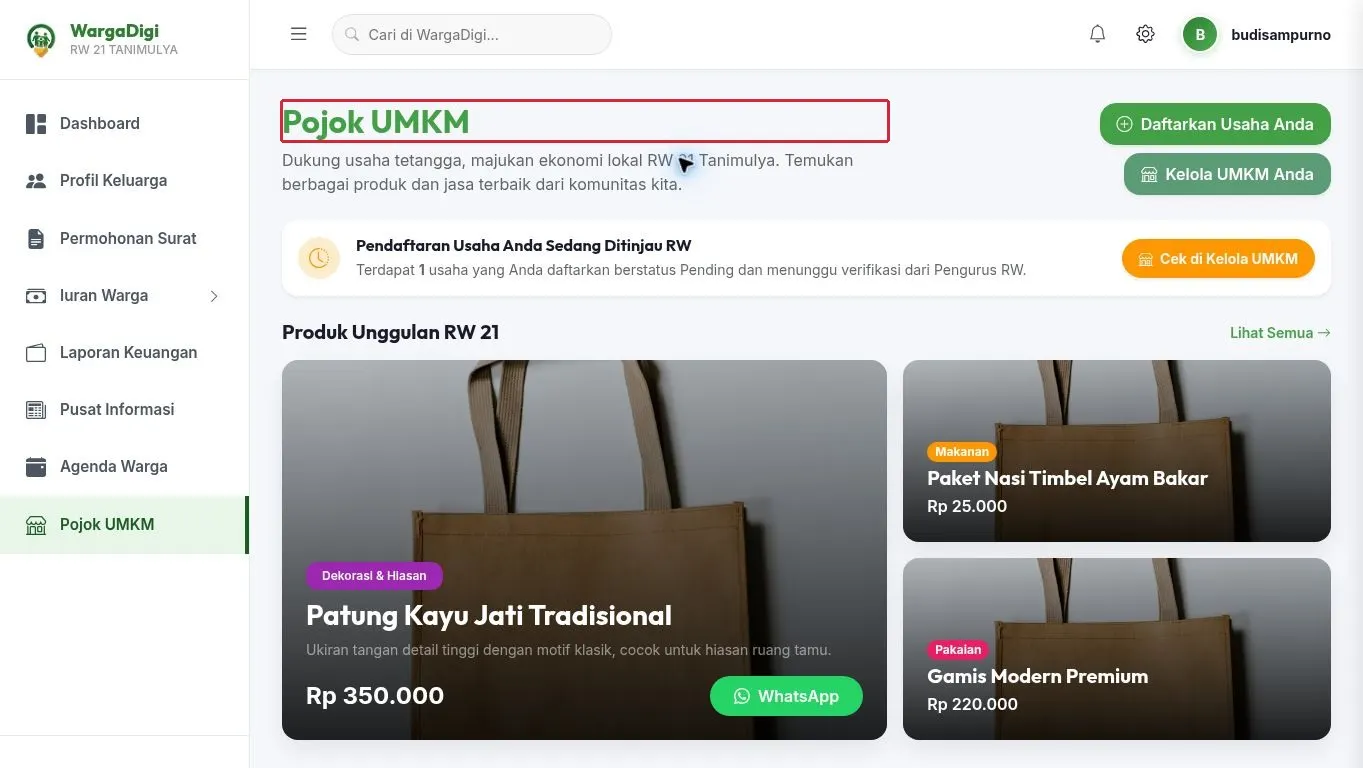 WargaDigi
RW 21 TANIMULYA
Cari di WargaDigi...
B
budisampurno
Dashboard
Profil Keluarga
Permohonan Surat
Iuran Warga
Laporan Keuangan
Pusat Informasi
Agenda Warga
Pojok UMKM
Pojok UMKM
Dukung usaha tetangga, majukan ekonomi lokal RW 21 Tanimulya. Temukan
berbagai produk dan jasa terbaik dari komunitas kita.
Daftarkan Usaha Anda
Kelola UMKM Anda
Pendaftaran Usaha Anda Sedang Ditinjau RW
Terdapat 1 usaha yang Anda daftarkan berstatus Pending dan menunggu verifikasi dari Pengurus RW.
Cek di Kelola UMKM
Produk Unggulan RW 21
Lihat Semua →
Dekorasi & Hiasan
Patung Kayu Jati Tradisional
Ukiran tangan detail tinggi dengan motif klasik, cocok untuk hiasan ruang tamu.
Rp 350.000
WhatsApp
Makanan
Paket Nasi Timbel Ayam Bakar
Rp 25.000
Pakaian
Gamis Modern Premium
Rp 220.000